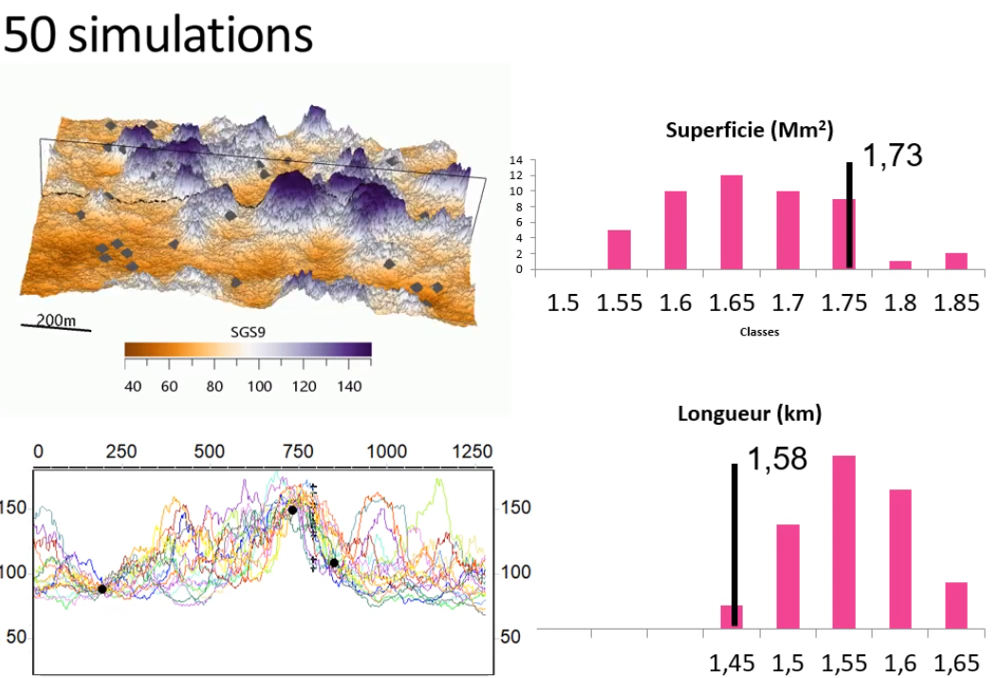 50 simulations
200m
SGS9
40 60 80 100 120 140
Superficie (Mm²)
1,73
14
12
10
8
6
4
2
0
1.5 1.55 1.6 1.65 1.7 1.75 1.8 1.85
Classes
0 250 500 750 1000 1250
150 150
100 100
50 50
Longueur (km)
1,58
1,45 1,5 1,55 1,6 1,65